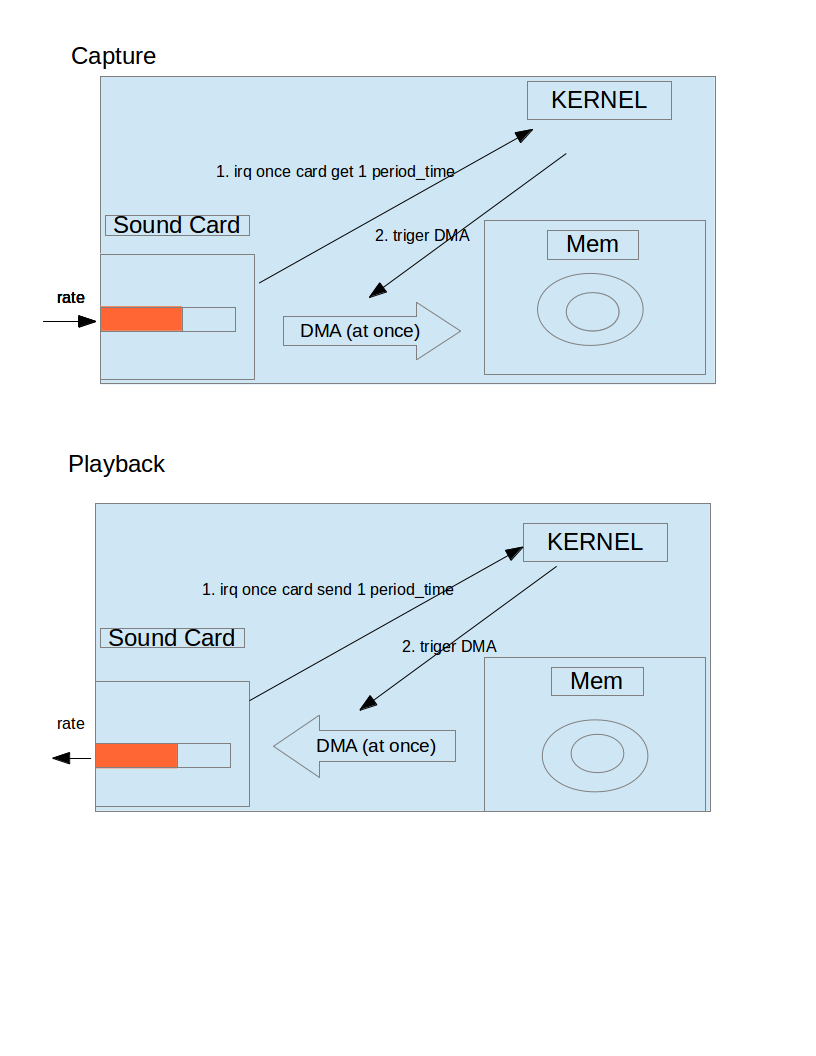 Capture
KERNEL
1. irq once card get 1 period_time
Sound Card
2. triger DMA
Mem
rate
DMA (at once)
Playback
KERNEL
1. irq once card send 1 period_time
Sound Card
2. triger DMA
Mem
rate
DMA (at once)